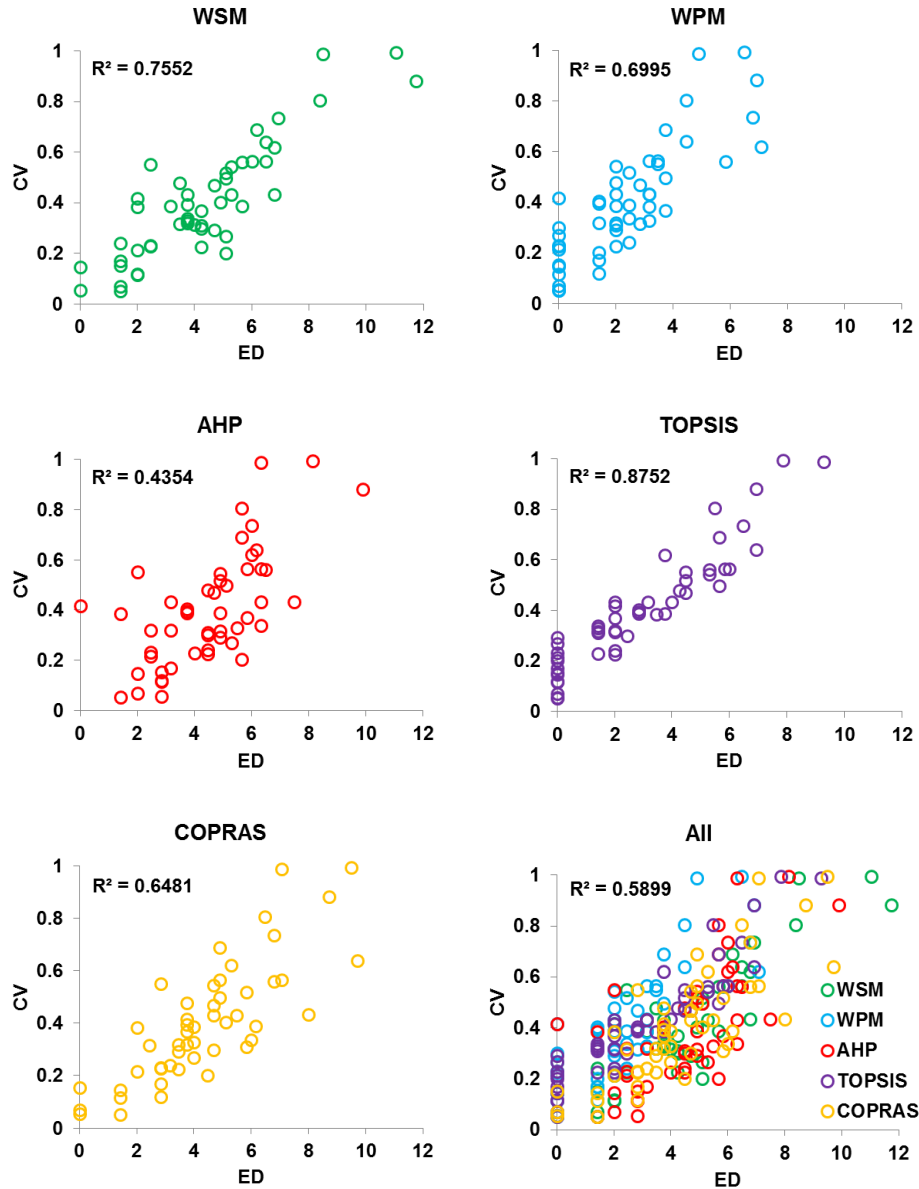 WSM
R² = 0.7552
1
0.8
0.6
0.4
0.2
0
CV
0 2 4 6 8 10 12
ED
WPM
R² = 0.6995
1
0.8
0.6
0.4
0.2
0
CV
0 2 4 6 8 10 12
ED
AHP
R² = 0.4354
1
0.8
0.6
0.4
0.2
0
CV
0 2 4 6 8 10 12
ED
TOPSIS
R² = 0.8752
1
0.8
0.6
0.4
0.2
0
CV
0 2 4 6 8 10 12
ED
COPRAS
R² = 0.6481
1
0.8
0.6
0.4
0.2
0
CV
0 2 4 6 8 10 12
ED
All
R² = 0.5899
1
0.8
0.6
0.4
0.2
0
CV
WSM
WPM
AHP
TOPSIS
COPRAS
0 2 4 6 8 10 12
ED